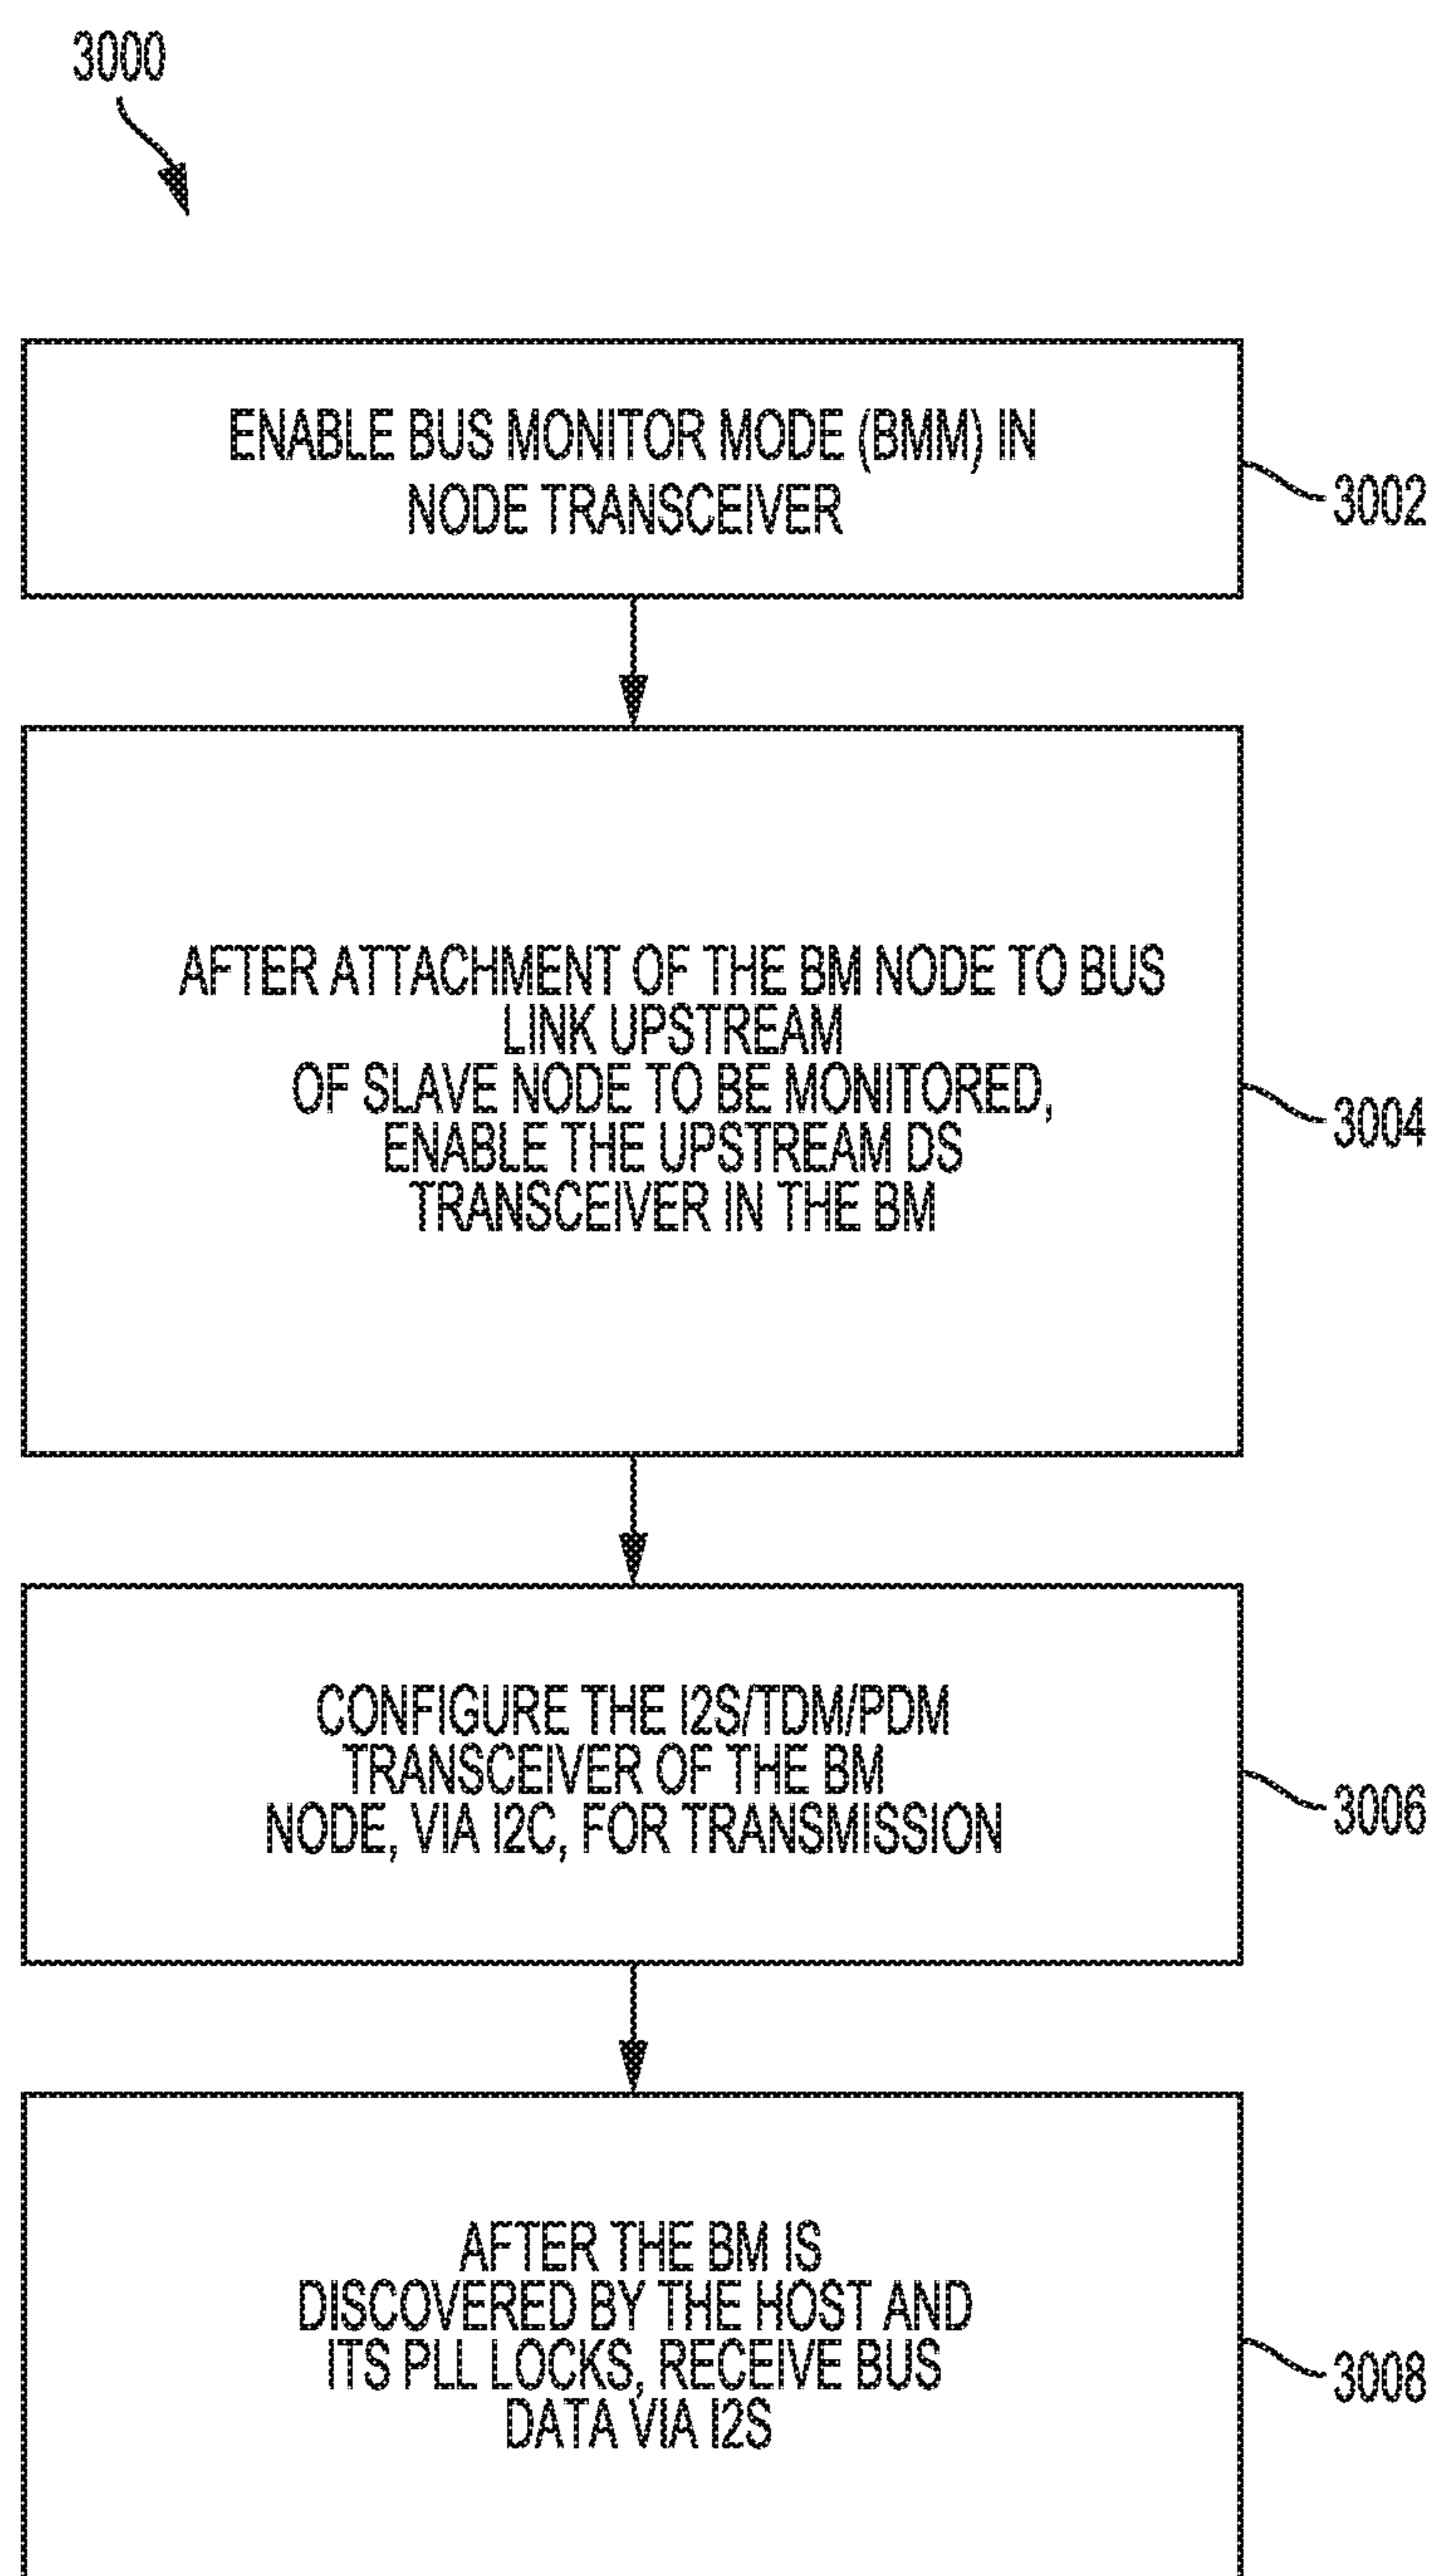 3000
ENABLE BUS MONITOR MODE (BMM) IN
NODE TRANSCEIVER
3002
AFTER ATTACHMENT OF THE BM NODE TO BUS
LINK UPSTREAM
OF SLAVE NODE TO BE MONITORED,
ENABLE THE UPSTREAM DS
TRANSCEIVER IN THE BM
3004
CONFIGURE THE I2S/TDM/PDM
TRANSCEIVER OF THE BM
NODE, VIA I2C, FOR TRANSMISSION
3006
AFTER THE BM IS
DISCOVERED BY THE HOST AND
ITS PLL LOCKS, RECEIVE BUS
DATA VIA I2S
3008